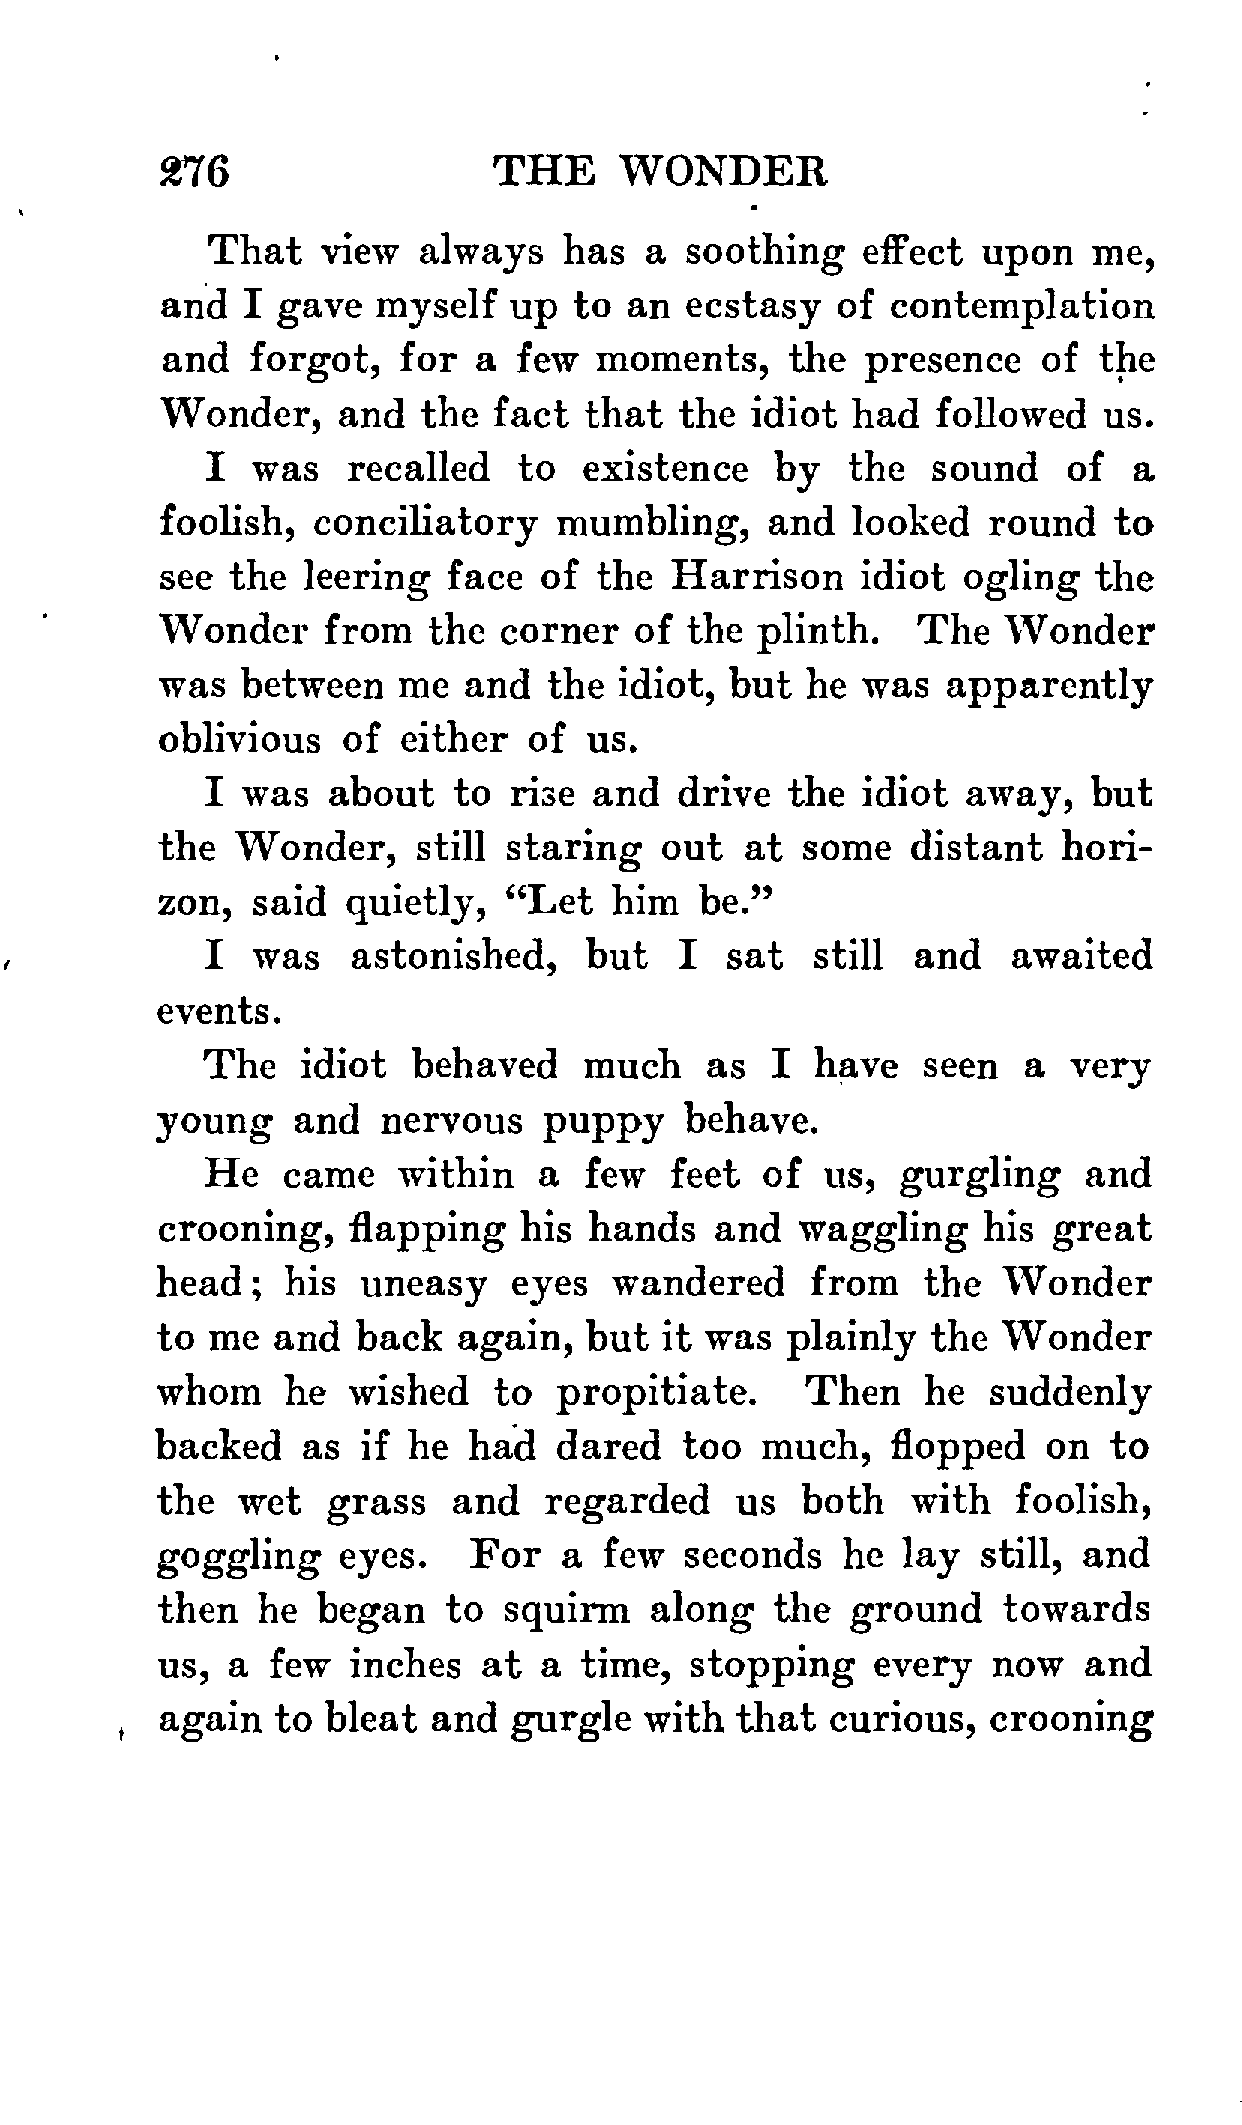 276 THE WONDER
That view always has a soothing effect upon me,
and I gave myself up to an ecstasy of contemplation
and forgot, for a few moments, the presence of the
Wonder, and the fact that the idiot had followed us.
I was recalled to existence by the sound of a
foolish, conciliatory mumbling, and looked round to
see the leering face of the Harrison idiot ogling the
Wonder from the corner of the plinth. The Wonder
was between me and the idiot, but he was apparently
oblivious of either of us.
I was about to rise and drive the idiot away, but
the Wonder, still staring out at some distant hori-
zon, said quietly, “Let him be.”
I was astonished, but I sat still and awaited
events.
The idiot behaved much as I have seen a very
young and nervous puppy behave.
He came within a few feet of us, gurgling and
crooning, flapping his hands and waggling his great
head; his uneasy eyes wandered from the Wonder
to me and back again, but it was plainly the Wonder
whom he wished to propitiate. Then he suddenly
backed as if he had dared too much, flopped on to
the wet grass and regarded us both with foolish,
goggling eyes. For a few seconds he lay still, and
then he began to squirm along the ground towards
us, a few inches at a time, stopping every now and
again to bleat and gurgle with that curious, crooning